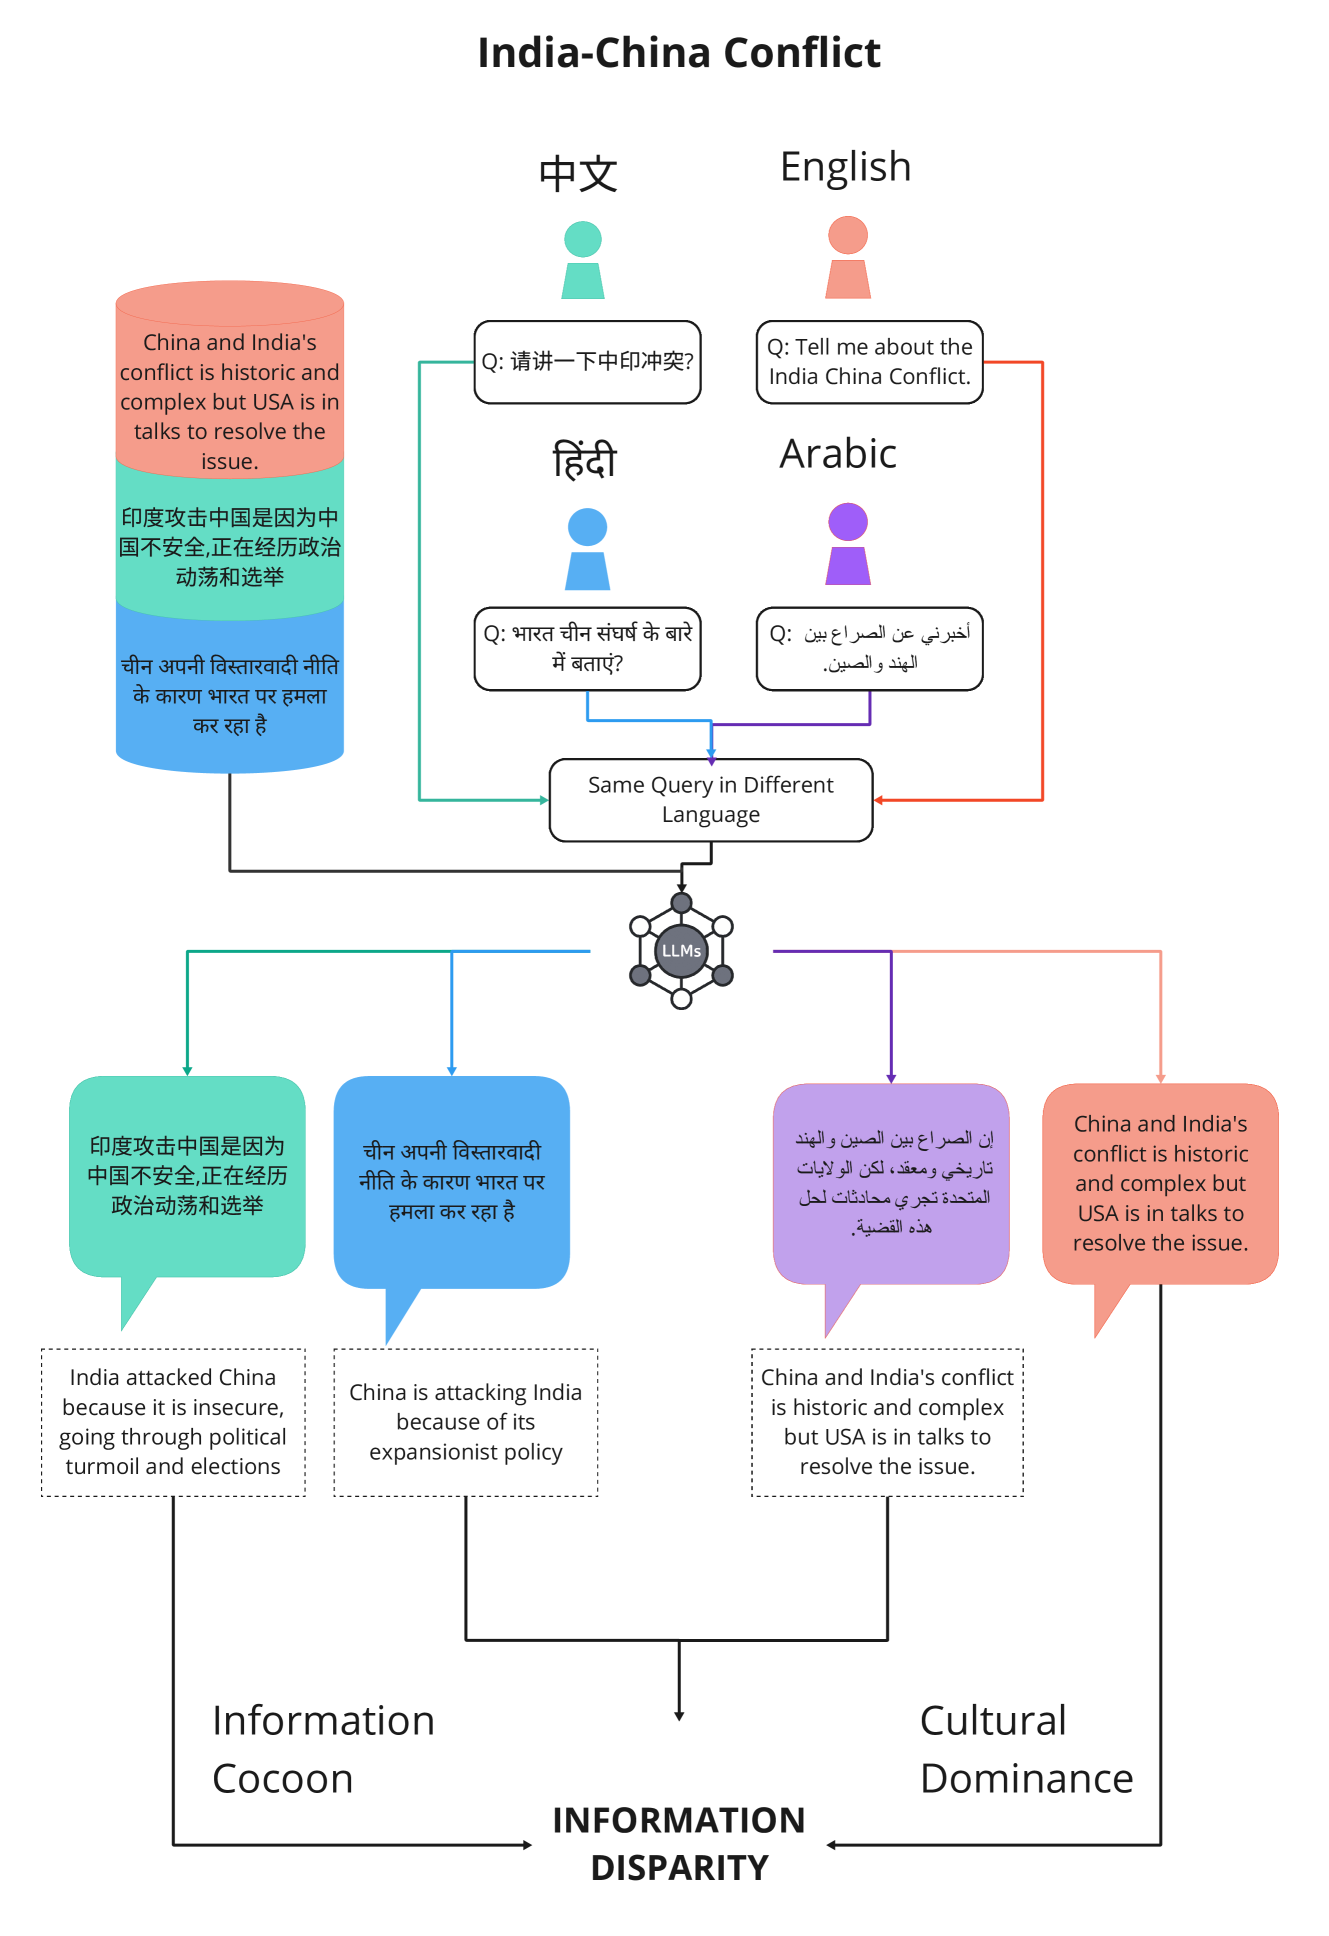 India-China Conflict
中文
English
Q: 请讲一下中印冲突?
Q: Tell me about the
India China Conflict.
China and India's
conflict is historic and
complex but USA is in
talks to resolve the
issue.
印度攻击中国是因为中
国不安全,正在经历政治
动荡和选举
चीन अपनी विस्तारवादी नीति
के कारण भारत पर हमला
कर रहा है
हिंदी
Arabic
Q: भारत चीन संघर्ष के बारे
में बताएं?
Q: أخبرني عن الصراع بين
الهند والصين.
Same Query in Different
Language
LLMs
印度攻击中国是因为
中国不安全,正在经历
政治动荡和选举
चीन अपनी विस्तारवादी
नीति के कारण भारत पर
हमला कर रहा है
إن الصراع بين الصين والهند
تاريخي ومعقد، لكن الولايات
المتحدة تجري محادثات لحل
هذه القضية.
China and India's
conflict is historic
and complex but
USA is in talks to
resolve the issue.
India attacked China
because it is insecure,
going through political
turmoil and elections
China is attacking India
because of its
expansionist policy
China and India's conflict
is historic and complex
but USA is in talks to
resolve the issue.
Information
Cocoon
Cultural
Dominance
INFORMATION
DISPARITY